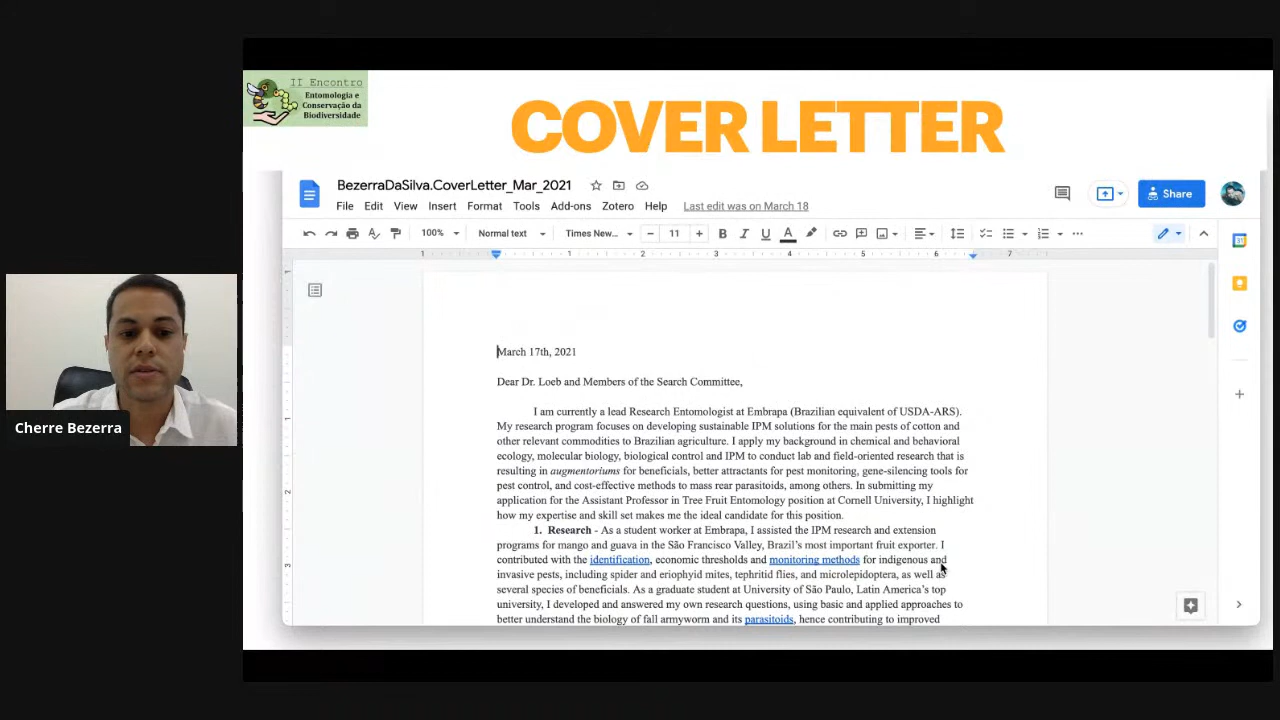 II Encontro
Entomologia e
Conservação da
Biodiversidade
COVER LETTER
BezerraDaSilva.CoverLetter_Mar_2021
Share
File Edit View Insert Format Tools Add-ons Zotero Help Last edit was on March 18
100% Normal text Times New... 11 B I U A
1 1 2 3 4 5 6 7
March 17th, 2021
Dear Dr. Loeb and Members of the Search Committee,
I am currently a lead Research Entomologist at Embrapa (Brazilian equivalent of USDA-ARS).
My research program focuses on developing sustainable IPM solutions for the main pests of cotton and
other relevant commodities to Brazilian agriculture. I apply my background in chemical and behavioral
ecology, molecular biology, biological control and IPM to conduct lab and field-oriented research that is
resulting in augmentoriums for beneficials, better attractants for pest monitoring, gene-silencing tools for
pest control, and cost-effective methods to mass rear parasitoids, among others. In submitting my
application for the Assistant Professor in Tree Fruit Entomology position at Cornell University, I highlight
how my expertise and skill set makes me the ideal candidate for this position.
1. Research - As a student worker at Embrapa, I assisted the IPM research and extension
programs for mango and guava in the São Francisco Valley, Brazil's most important fruit exporter. I
contributed with the identification, economic thresholds and monitoring methods for indigenous and
invasive pests, including spider and eriophyid mites, tephritid flies, and microlepidoptera, as well as
several species of beneficials. As a graduate student at University of São Paulo, Latin America's top
university, I developed and answered my own research questions, using basic and applied approaches to
better understand the biology of fall armyworm and its parasitoids, hence contributing to improved
Cherre Bezerra